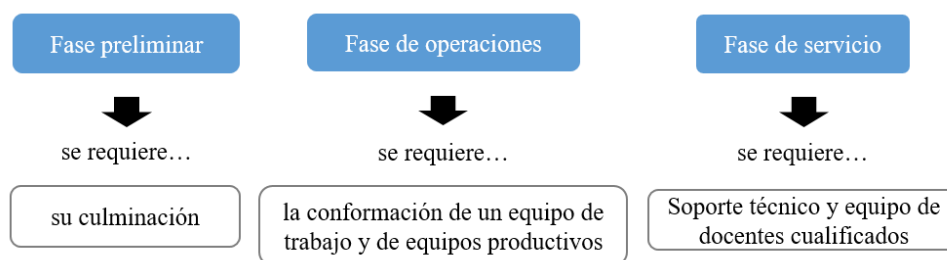 Fase preliminar
Fase de operaciones
Fase de servicio
se requiere…
se requiere…
se requiere…
su culminación
la conformación de un equipo de
trabajo y de equipos productivos
Soporte técnico y equipo de
docentes cualificados